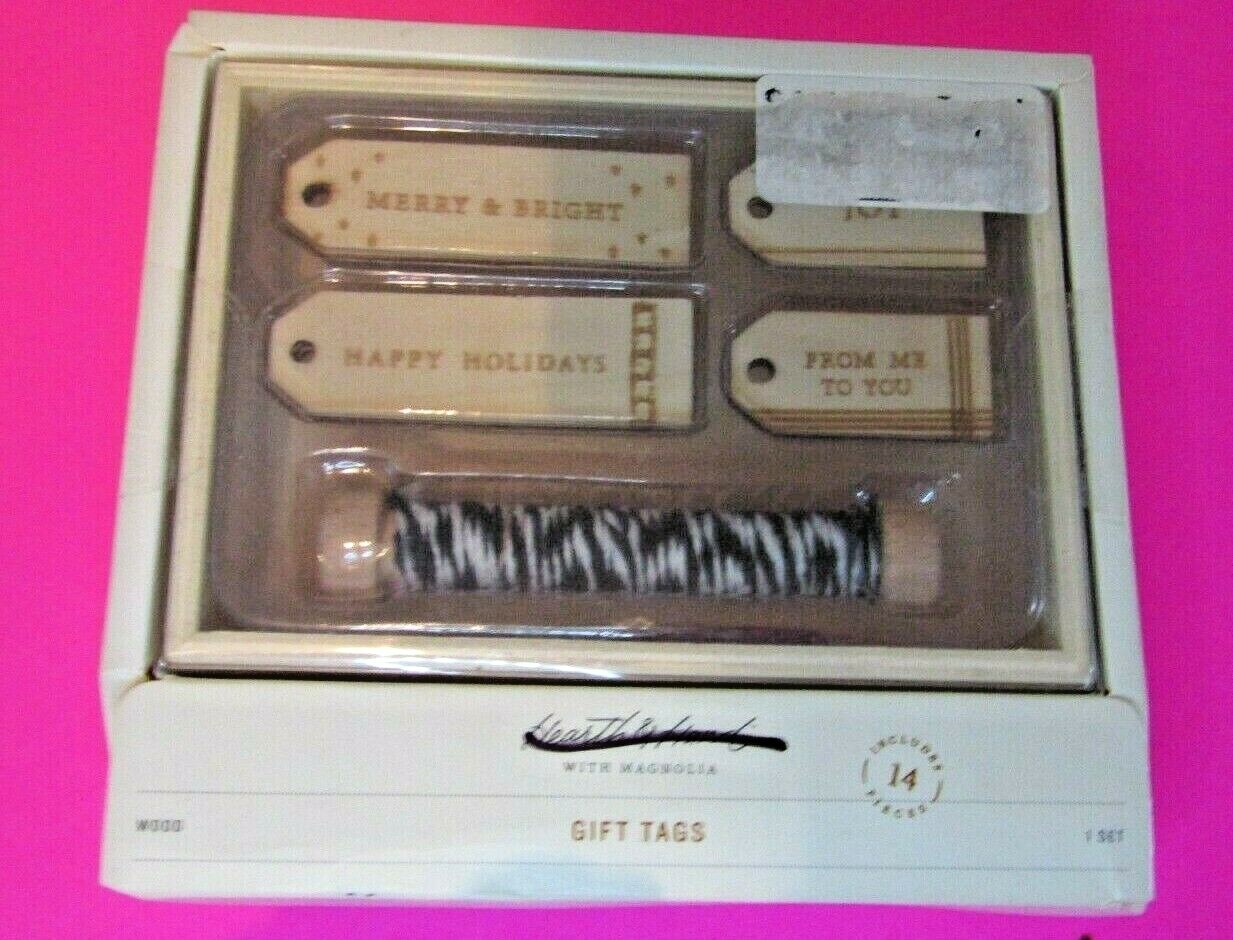 MERRY & BRIGHT
JOY
HAPPY HOLIDAYS
FROM ME
TO YOU
Hearth & Hand
WITH MAGNOLIA
INCLUDES
14
PIECES
WOOD
GIFT TAGS
1 SET